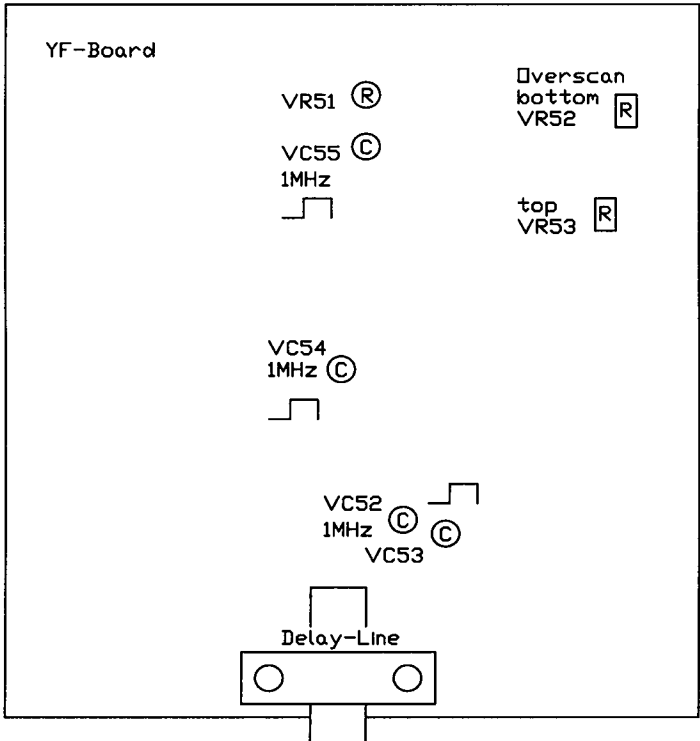 YF-Board
VR51 R
VC55 C
1MHz
Overscan
bottom
VR52 R
top
VR53 R
VC54
1MHz C
VC52
1MHz C C
VC53
Delay-Line